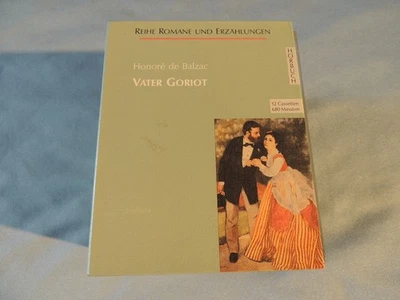 REIHE ROMANE UND ERZÄHLUNGEN
Honoré de Balzac
VATER GORIOT
HÖRBUCH
12 Cassetten
680 Minuten